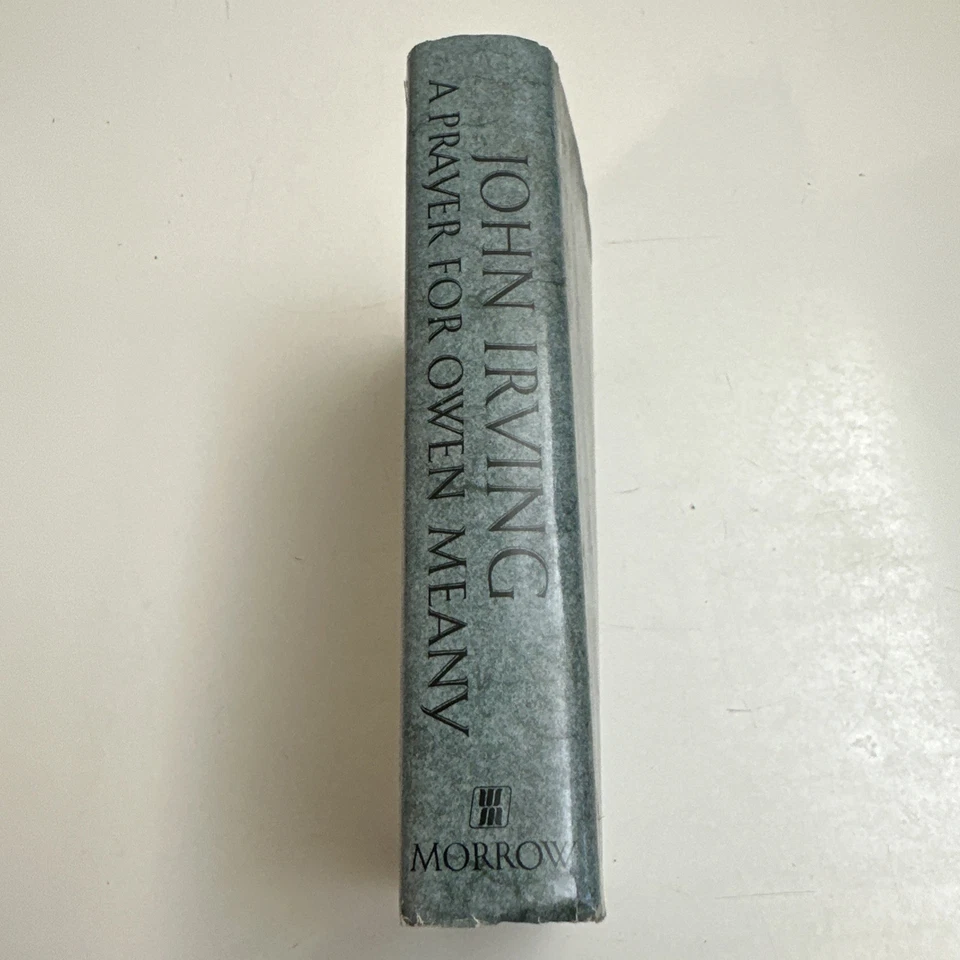 JOHN IRVING
A PRAYER FOR OWEN MEANY
MORROW